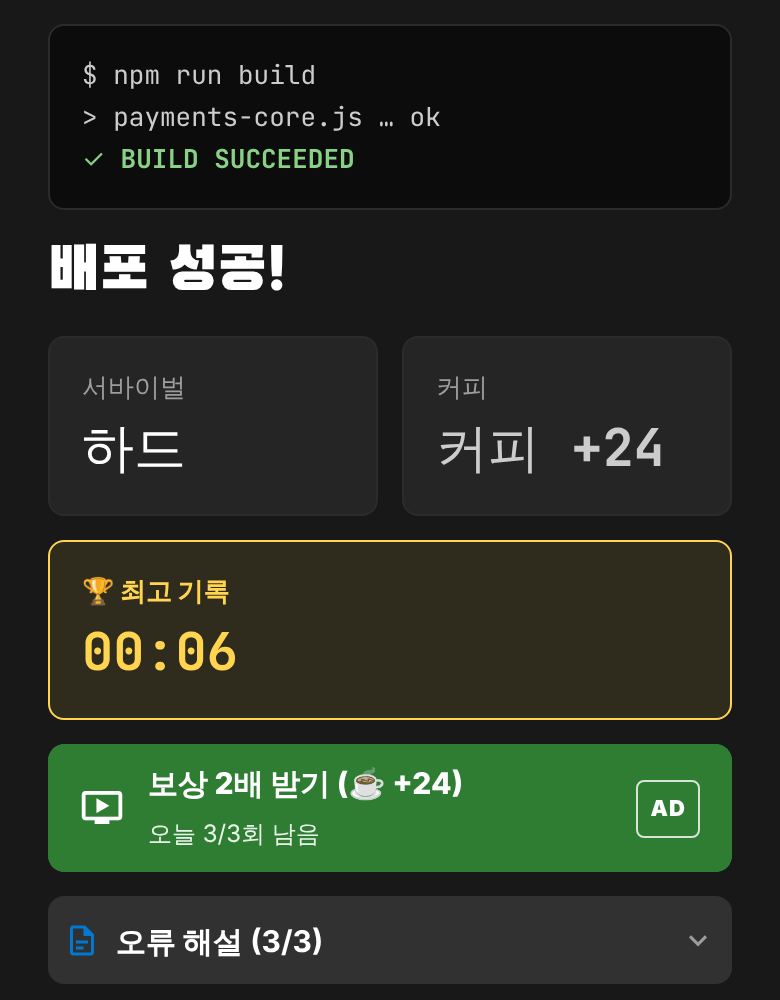 $ npm run build
> payments-core.js … ok
✓ BUILD SUCCEEDED
배포 성공!
서바이벌
하드
커피
커피 +24
🏆 최고 기록
00:06
보상 2배 받기 (☕ +24)
오늘 3/3회 남음
AD
오류 해설 (3/3)